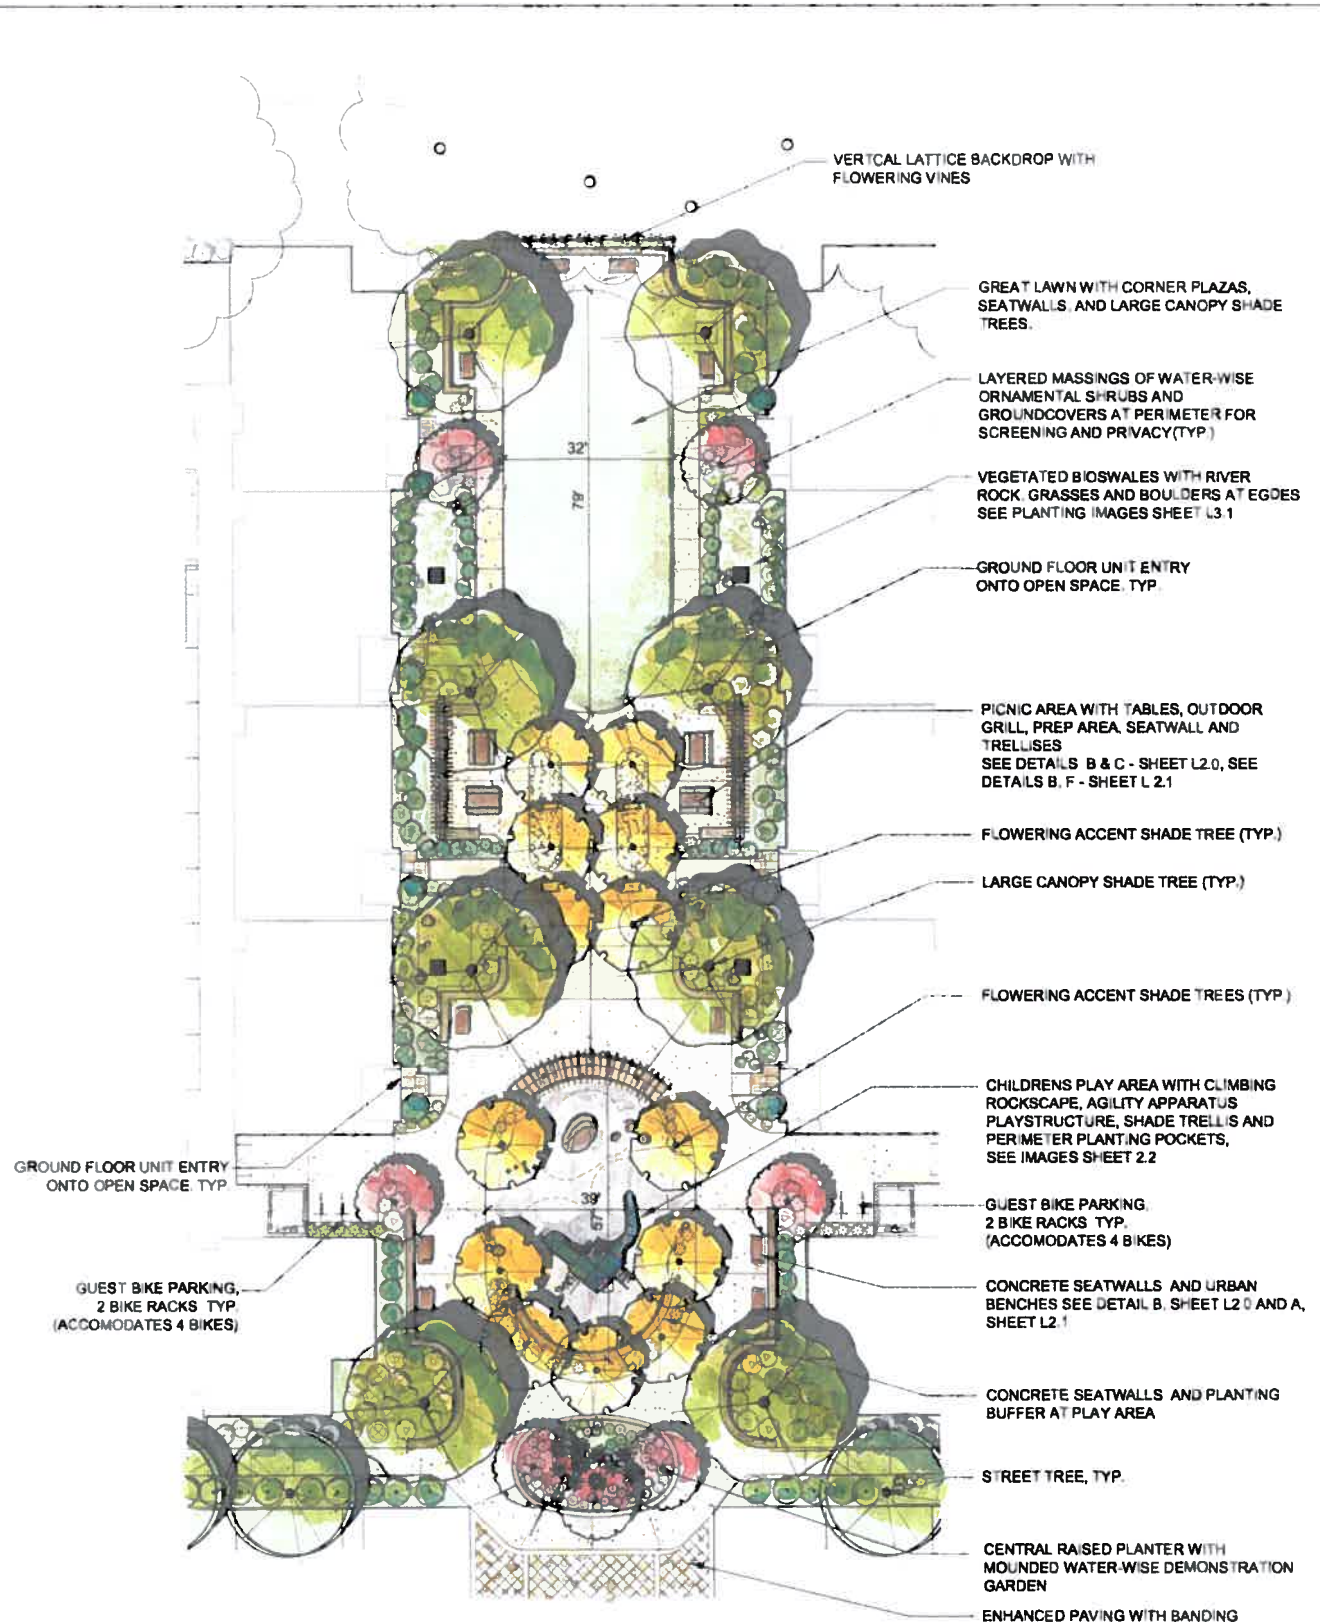 VERTCAL LATTICE BACKDROP WITH
FLOWERING VINES
GREAT LAWN WITH CORNER PLAZAS,
SEATWALLS, AND LARGE CANOPY SHADE
TREES.
LAYERED MASSINGS OF WATER-WISE
ORNAMENTAL SHRUBS AND
GROUNDCOVERS AT PERIMETER FOR
SCREENING AND PRIVACY(TYP.)
32'
79'
VEGETATED BIOSWALES WITH RIVER
ROCK, GRASSES AND BOULDERS AT EGDES
SEE PLANTING IMAGES SHEET L3.1
GROUND FLOOR UNIT ENTRY
ONTO OPEN SPACE, TYP.
PICNIC AREA WITH TABLES, OUTDOOR
GRILL, PREP AREA, SEATWALL AND
TRELLISES
SEE DETAILS B & C - SHEET L2.0, SEE
DETAILS B, F - SHEET L 2.1
FLOWERING ACCENT SHADE TREE (TYP.)
LARGE CANOPY SHADE TREE (TYP.)
FLOWERING ACCENT SHADE TREES (TYP.)
CHILDRENS PLAY AREA WITH CLIMBING
ROCKSCAPE, AGILITY APPARATUS
PLAYSTRUCTURE, SHADE TRELLIS AND
PERIMETER PLANTING POCKETS,
SEE IMAGES SHEET 2.2
GROUND FLOOR UNIT ENTRY
ONTO OPEN SPACE, TYP.
39'
67'
GUEST BIKE PARKING,
2 BIKE RACKS TYP.
(ACCOMODATES 4 BIKES)
GUEST BIKE PARKING,
2 BIKE RACKS TYP.
(ACCOMODATES 4 BIKES)
CONCRETE SEATWALLS AND URBAN
BENCHES SEE DETAIL B, SHEET L2.0 AND A,
SHEET L2.1
CONCRETE SEATWALLS AND PLANTING
BUFFER AT PLAY AREA
STREET TREE, TYP.
CENTRAL RAISED PLANTER WITH
MOUNDED WATER-WISE DEMONSTRATION
GARDEN
ENHANCED PAVING WITH BANDING